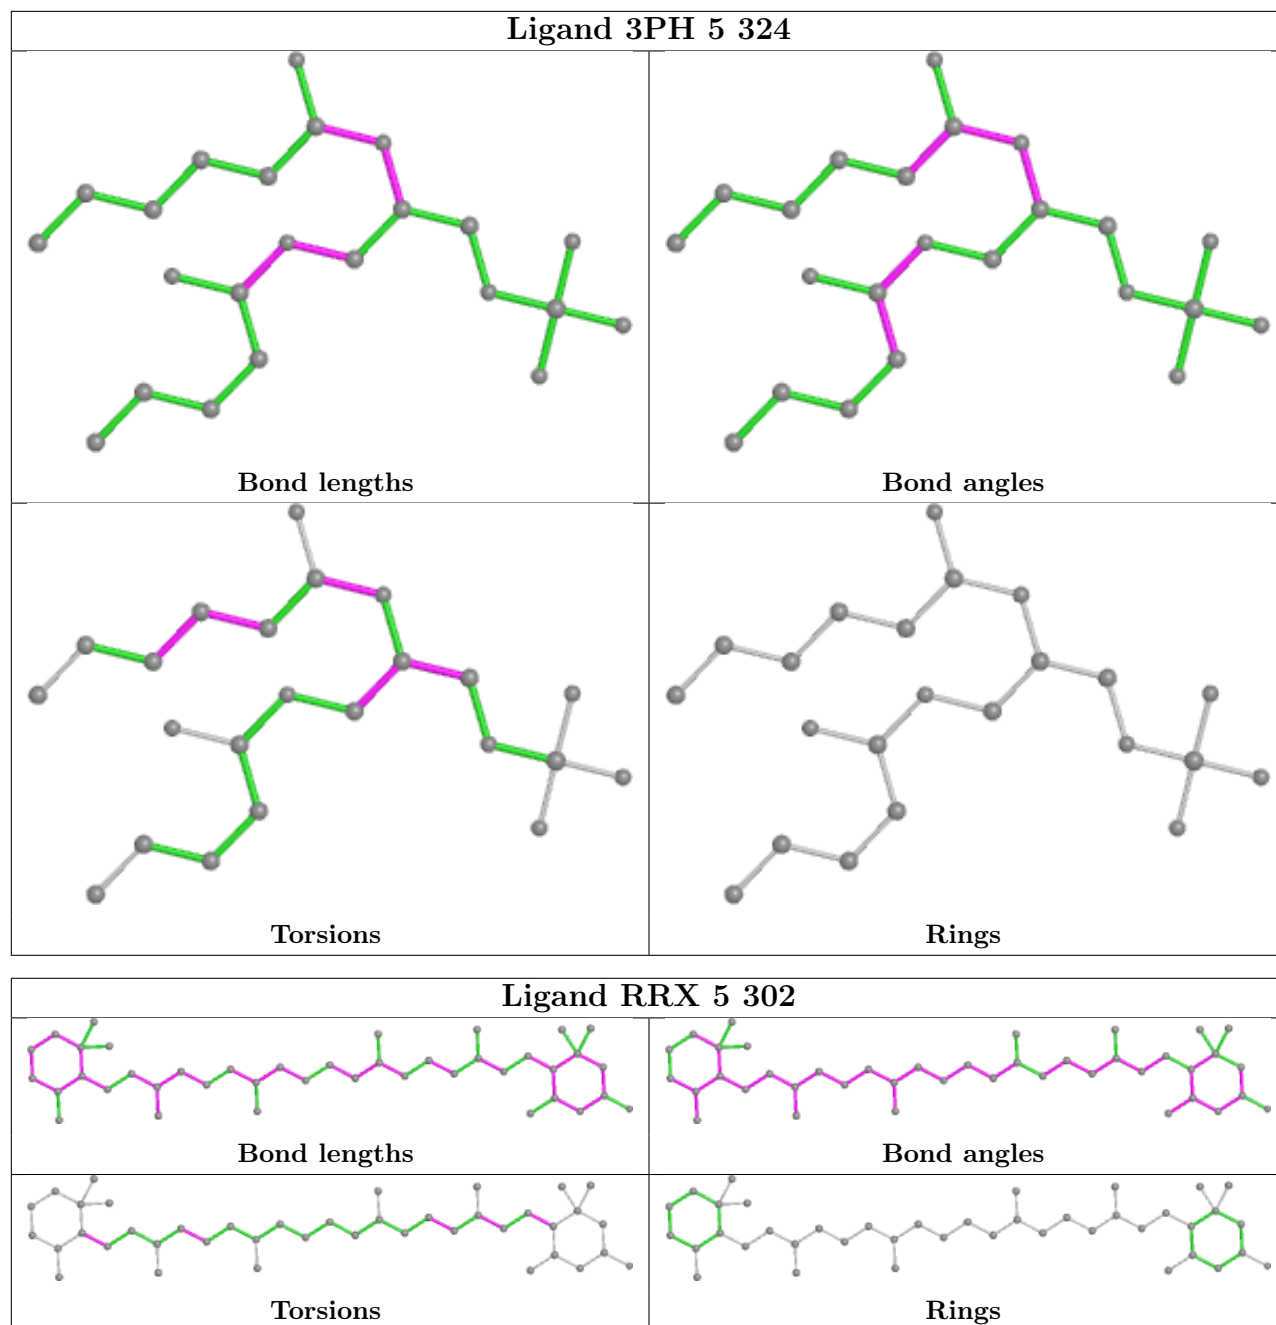 Ligand 3PH 5 324
Bond lengths
Bond angles
Torsions
Rings
Ligand RRX 5 302
Bond lengths
Bond angles
Torsions
Rings